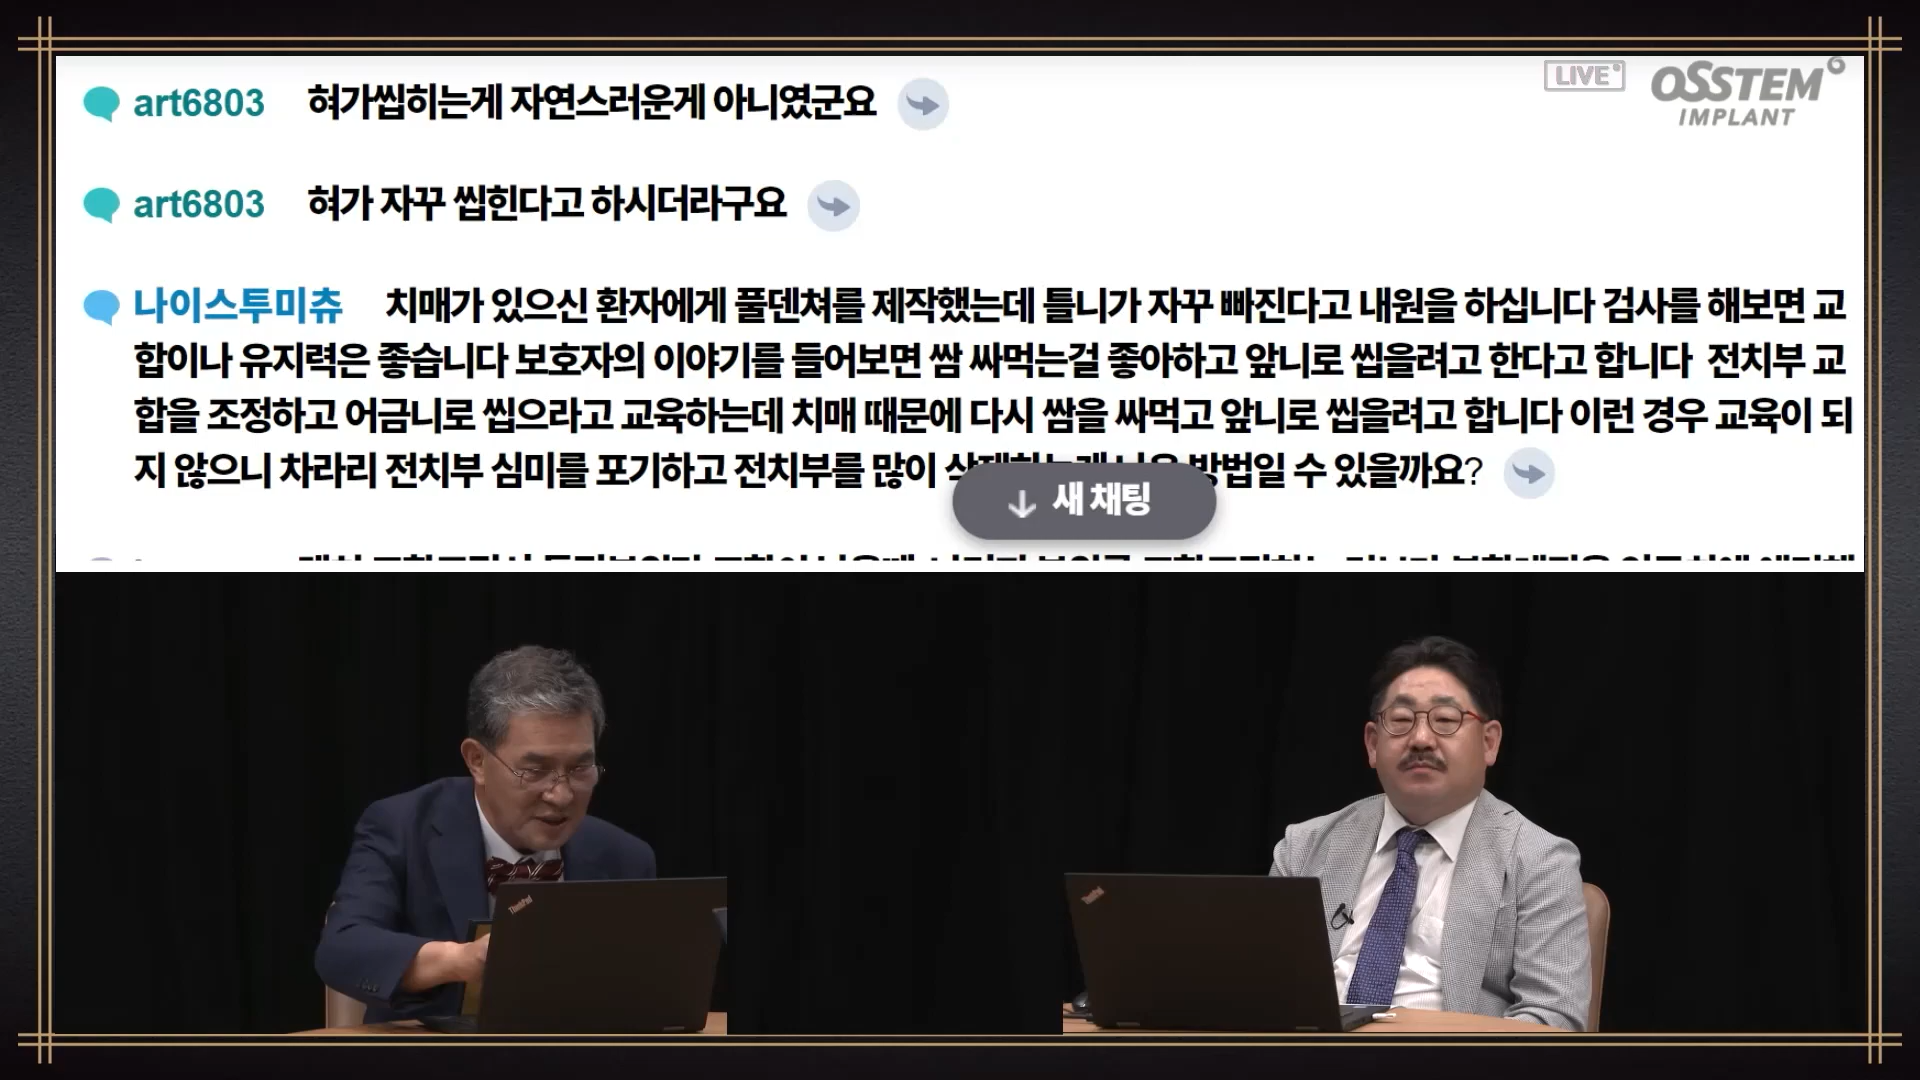 LIVE
OSSTEM
IMPLANT
art6803 혀가씹히는게 자연스러운게 아니였군요
art6803 혀가 자꾸 씹힌다고 하시더라구요
나이스투미츄 치매가 있으신 환자에게 풀덴쳐를 제작했는데 틀니가 자꾸 빠진다고 내원을 하십니다 검사를 해보면 교
합이나 유지력은 좋습니다 보호자의 이야기를 들어보면 쌈 싸먹는걸 좋아하고 앞니로 씹을려고 한다고 합니다 전치부 교
합을 조정하고 어금니로 씹으라고 교육하는데 치매 때문에 다시 쌈을 싸먹고 앞니로 씹을려고 합니다 이런 경우 교육이 되
지 않으니 차라리 전치부 심미를 포기하고 전치부를 많이 방법일 수 있을까요?
새 채팅
ThinkPad
ThinkPad